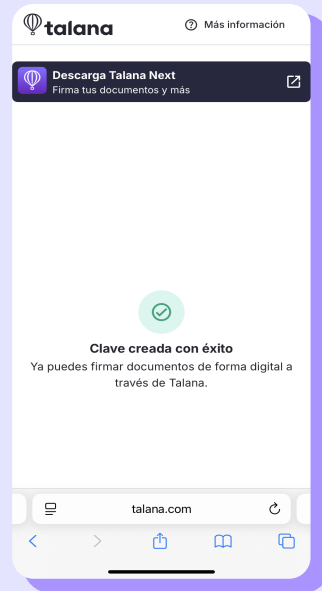 talana
Más información
Descarga Talana Next
Firma tus documentos y más
Clave creada con éxito
Ya puedes firmar documentos de forma digital a
través de Talana.
talana.com